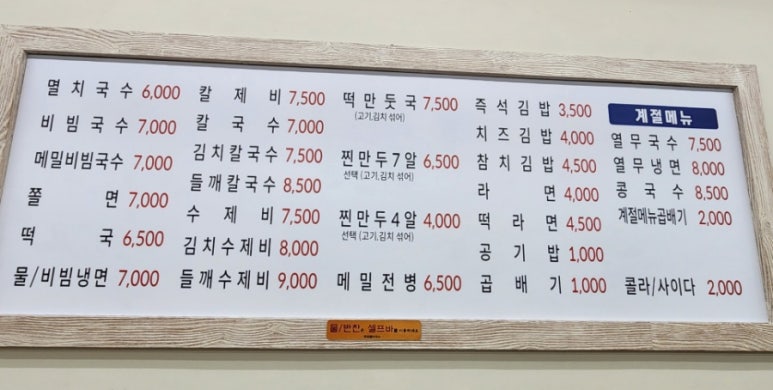 멸치국수 6,000
비빔국수 7,000
메밀비빔국수 7,000
쫄면 7,000
떡국 6,500
물/비빔냉면 7,000
칼제비 7,500
칼국수 7,000
김치칼국수 7,500
들깨칼국수 8,500
수제비 7,500
김치수제비 8,000
들깨수제비 9,000
떡만둣국 7,500
(고기,김치 섞어)
찐만두7알 6,500
선택 (고기,김치 섞어)
찐만두4알 4,000
선택 (고기,김치 섞어)
메밀전병 6,500
즉석김밥 3,500
치즈김밥 4,000
참치김밥 4,500
라면 4,000
떡라면 4,500
공기밥 1,000
곱배기 1,000
계절메뉴
열무국수 7,500
열무냉면 8,000
콩국수 8,500
계절메뉴곱배기 2,000
콜라/사이다 2,000
물/반찬은 셀프바를